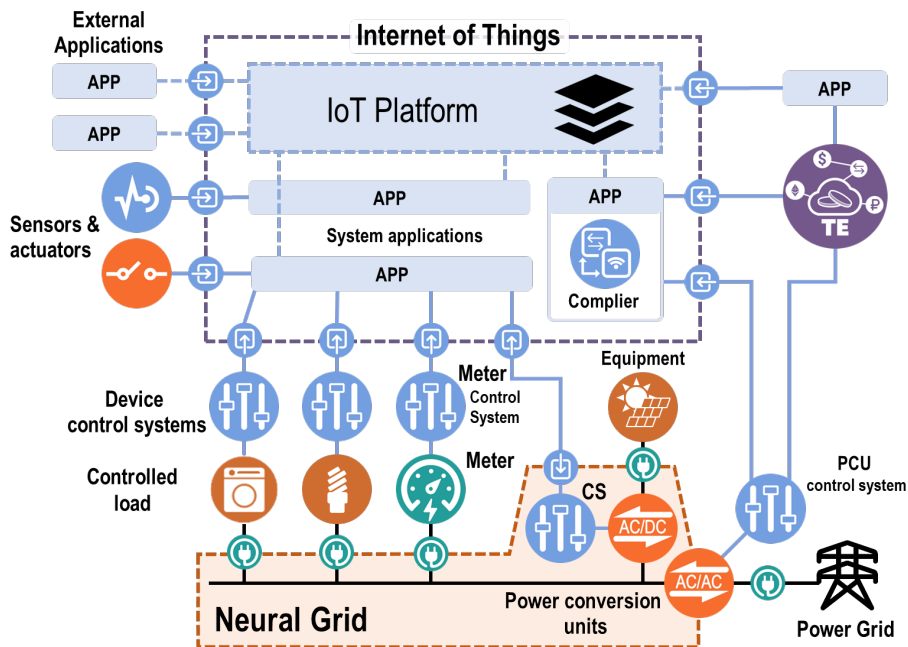 External
Applications
Internet of Things
APP
IoT Platform
APP
APP
APP
APP
$
₽
TE
Sensors &
actuators
System applications
APP
Complier
Equipment
Meter
Control
System
Device
control systems
Meter
Controlled
load
CS
PCU
control system
AC/DC
AC/AC
Neural Grid
Power conversion
units
Power Grid